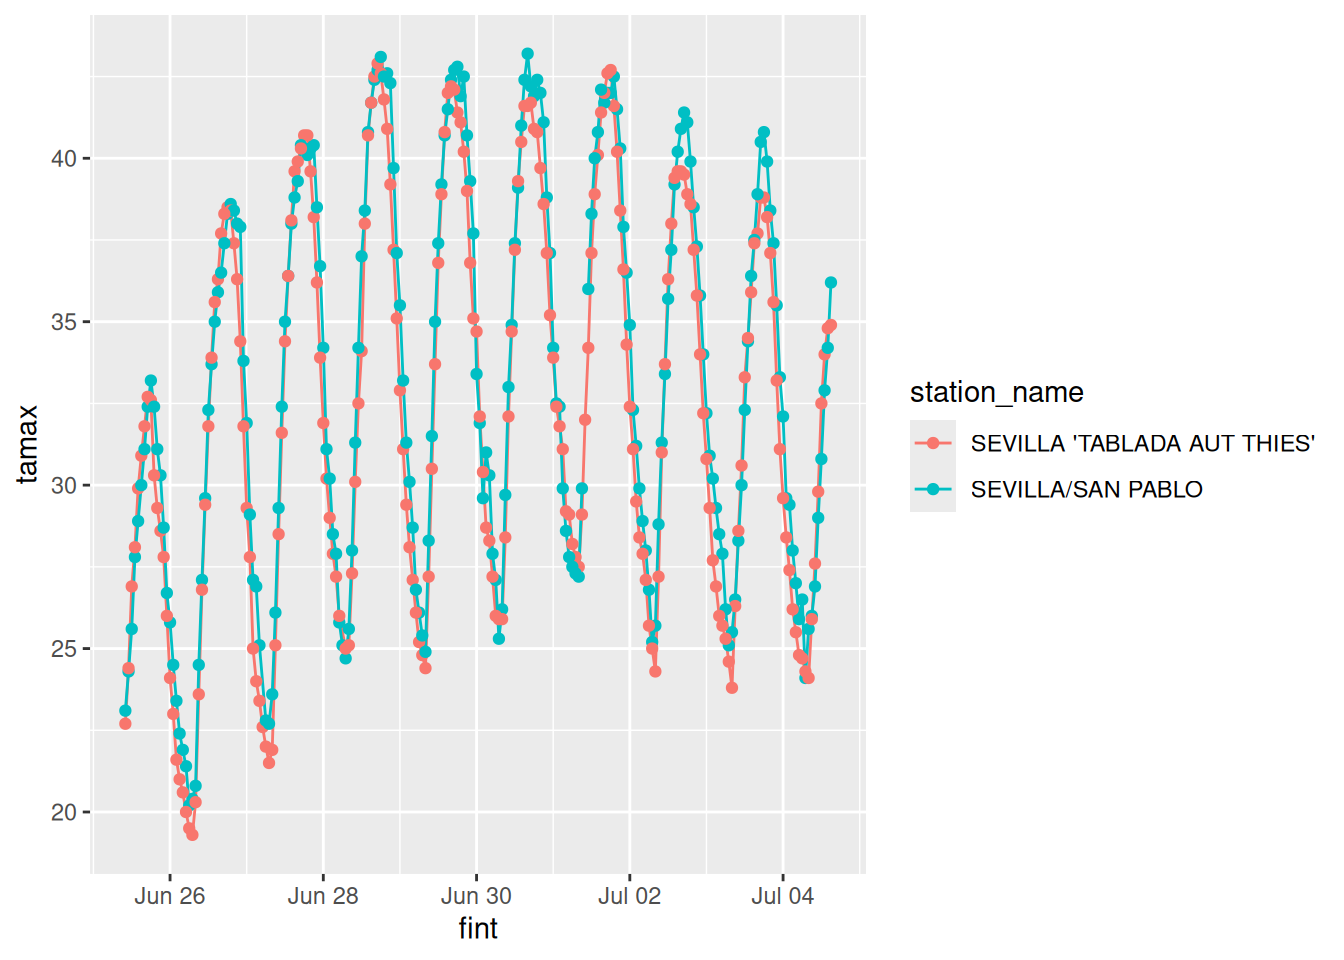 tamax
40
35
30
25
20
Jun 26
Jun 28
Jun 30
Jul 02
Jul 04
fint
station_name
SEVILLA 'TABLADA AUT THIES'
SEVILLA/SAN PABLO